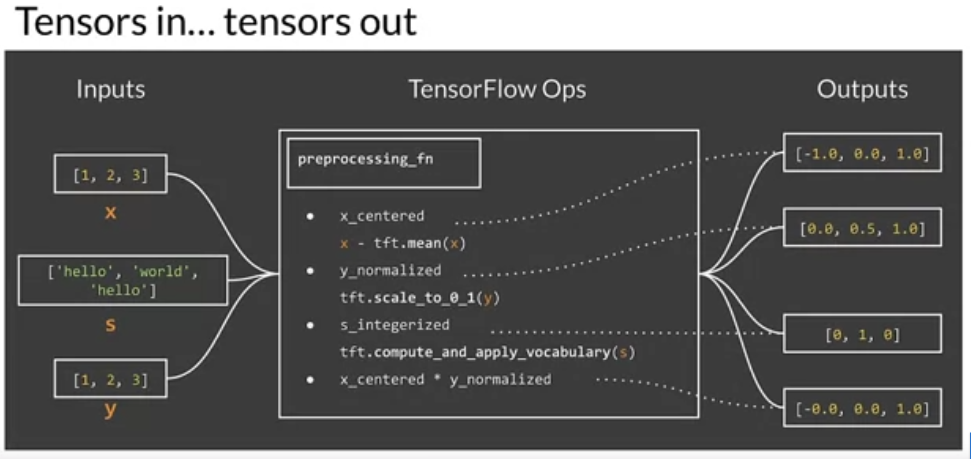 Tensors in... tensors out
Inputs
TensorFlow Ops
Outputs
[1, 2, 3]
x
['hello', 'world',
'hello']
s
[1, 2, 3]
y
preprocessing_fn
• x_centered
x - tft.mean(x)
• y_normalized
tft.scale_to_0_1(y)
• s_integerized
tft.compute_and_apply_vocabulary(s)
• x_centered * y_normalized
[-1.0, 0.0, 1.0]
[0.0, 0.5, 1.0]
[0, 1, 0]
[-0.0, 0.0, 1.0]